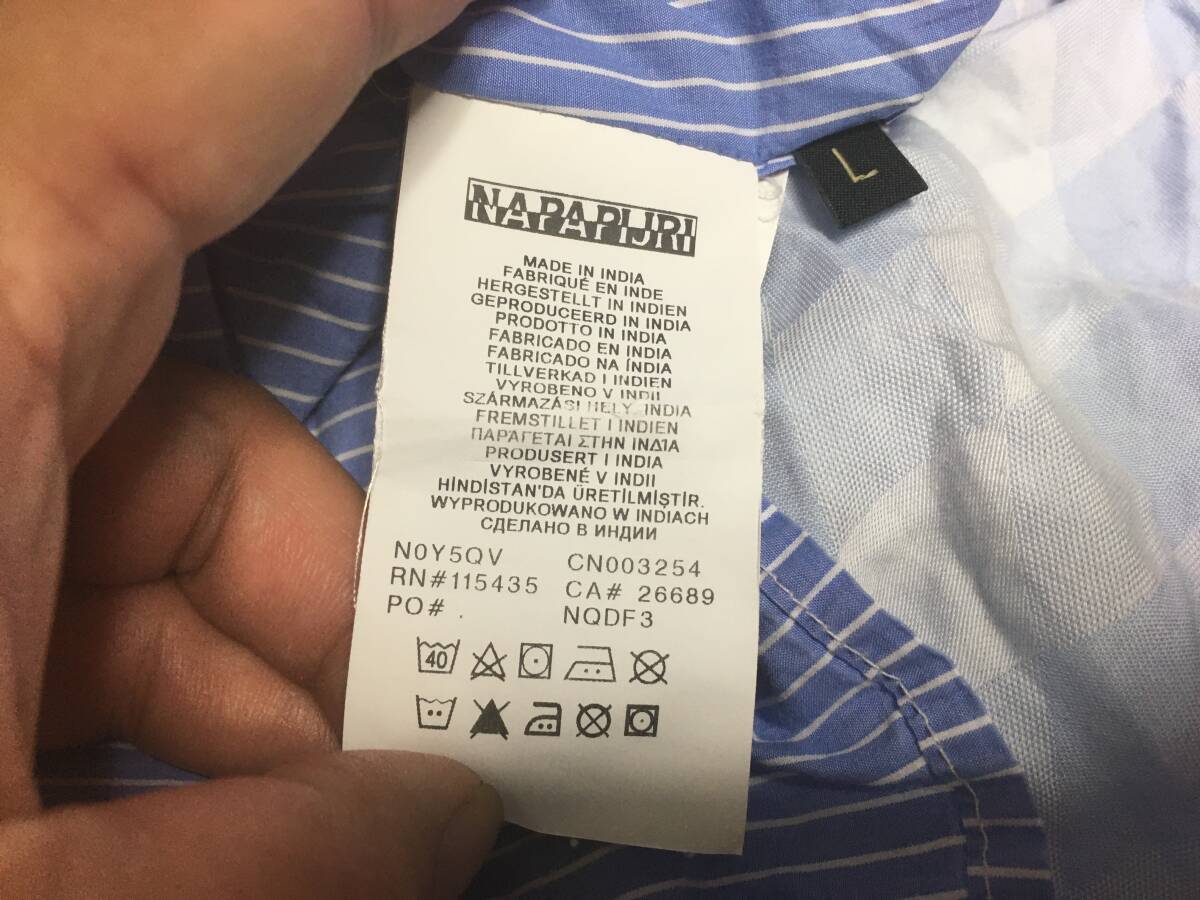 L
NAPAPIJRI
MADE IN INDIA
FABRIQUÉ EN INDE
HERGESTELLT IN INDIEN
GEPRODUCEERD IN INDIA
PRODOTTO IN INDIA
FABRICADO EN INDIA
FABRICADO NA ÍNDIA
TILLVERKAD I INDIEN
VYROBENO V INDII
SZÁRMAZÁSI HELY INDIA
FREMSTILLET I INDIEN
ΠΑΡΑΓΕΤΑΙ ΣΤΗΝ ΙΝΔΙΑ
PRODUSERT I INDIA
VYROBENÉ V INDII
HİNDİSTAN'DA ÜRETİLMİŞTİR.
WYPRODUKOWANO W INDIACH
СДЕЛАНО В ИНДИИ
N0Y5QV CN003254
RN#115435 CA# 26689
PO# . NQDF3
40